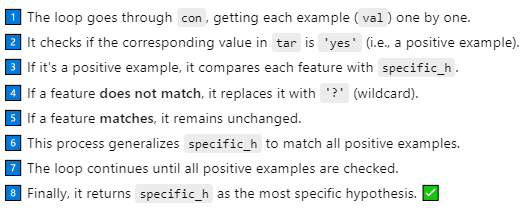 1 The loop goes through con, getting each example (val) one by one.
2 It checks if the corresponding value in tar is 'yes' (i.e., a positive example).
3 If it's a positive example, it compares each feature with specific_h.
4 If a feature does not match, it replaces it with '?' (wildcard).
5 If a feature matches, it remains unchanged.
6 This process generalizes specific_h to match all positive examples.
7 The loop continues until all positive examples are checked.
8 Finally, it returns specific_h as the most specific hypothesis. ✅